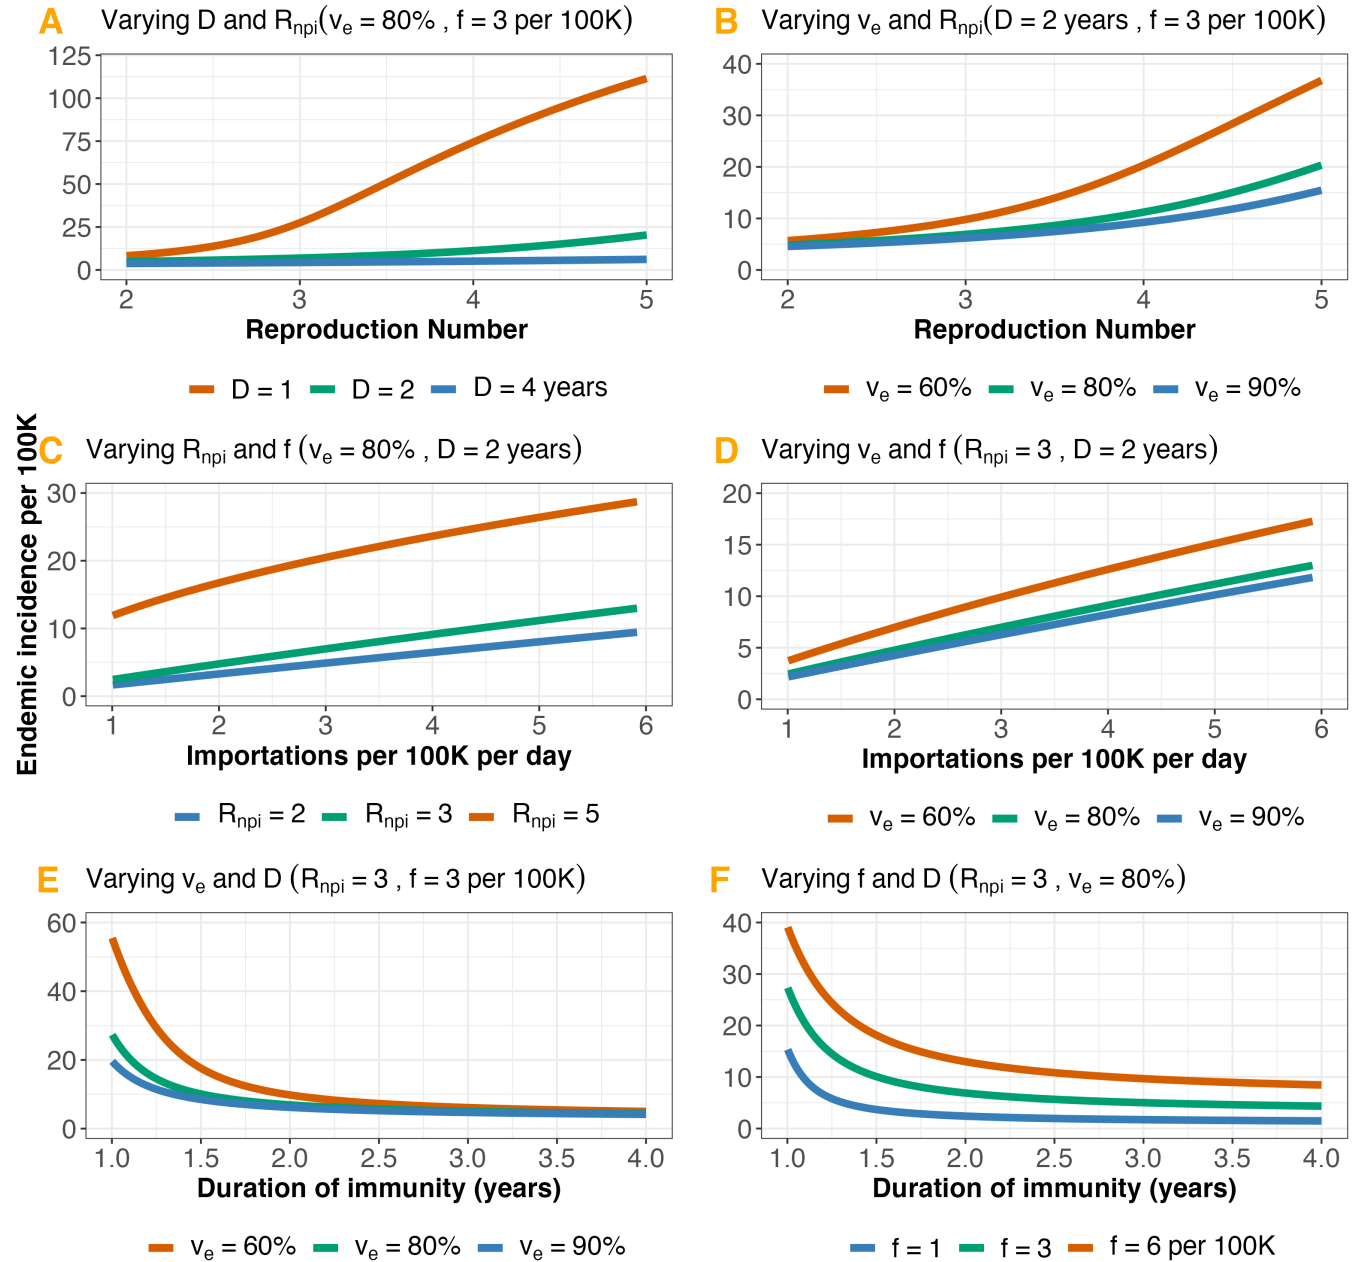 A Varying D and Rnpi(ve = 80% , f = 3 per 100K)
125
100
75
50
25
0
2 3 4 5
Reproduction Number
D = 1 D = 2 D = 4 years
B Varying ve and Rnpi(D = 2 years , f = 3 per 100K)
40
30
20
10
0
2 3 4 5
Reproduction Number
ve = 60% ve = 80% ve = 90%
Endemic incidence per 100K
C Varying Rnpi and f (ve = 80% , D = 2 years)
30
20
10
0
1 2 3 4 5 6
Importations per 100K per day
Rnpi = 2 Rnpi = 3 Rnpi = 5
D Varying ve and f (Rnpi = 3 , D = 2 years)
20
15
10
5
0
1 2 3 4 5 6
Importations per 100K per day
ve = 60% ve = 80% ve = 90%
E Varying ve and D (Rnpi = 3 , f = 3 per 100K)
60
40
20
0
1.0 1.5 2.0 2.5 3.0 3.5 4.0
Duration of immunity (years)
ve = 60% ve = 80% ve = 90%
F Varying f and D (Rnpi = 3 , ve = 80%)
40
30
20
10
0
1.0 1.5 2.0 2.5 3.0 3.5 4.0
Duration of immunity (years)
f = 1 f = 3 f = 6 per 100K